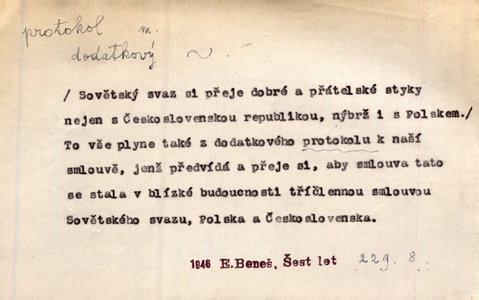 protokol m.
dodatkový
/ Sovětský svaz si přeje dobré a přátelské styky
nejen s Československou republikou, nýbrž i s Polskem./
To vše plyne také z dodatkového protokolu k naší
smlouvě, jenž předvídá a přeje si, aby smlouva tato
se stala v blízké budoucnosti tříčlennou smlouvou
Sovětského svazu, Polska a Československa.
1946 E.Beneš, Šest let 229. 8.